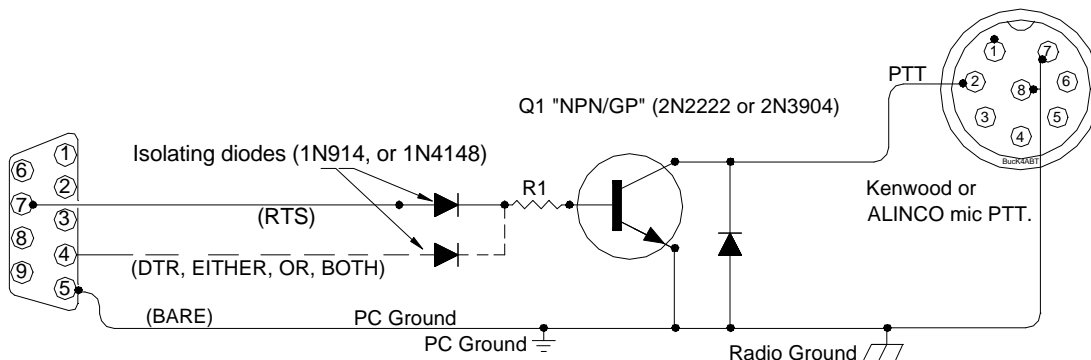 PTT
Q1 "NPN/GP" (2N2222 or 2N3904)
Isolating diodes (1N914, or 1N4148)
R1
(RTS)
(DTR, EITHER, OR, BOTH)
(BARE)
PC Ground
PC Ground
Radio Ground
Kenwood or
ALINCO mic PTT.
BucK4ABT
1
2
3
4
5
6
7
8
9
1
2
3
4
5
6
7
8